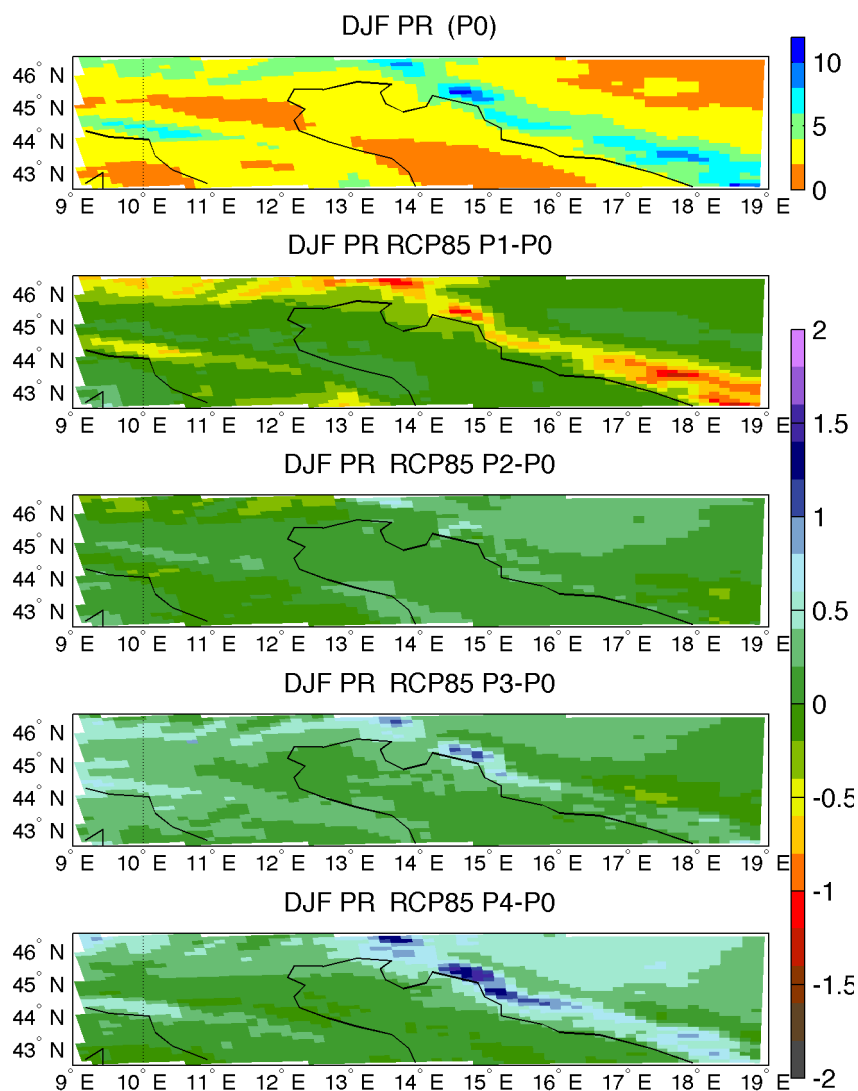 DJF PR (P0)
46° N
45° N
44° N
43° N
9° E 10° E 11° E 12° E 13° E 14° E 15° E 16° E 17° E 18° E 19° E
10
5
0
DJF PR RCP85 P1-P0
46° N
45° N
44° N
43° N
9° E 10° E 11° E 12° E 13° E 14° E 15° E 16° E 17° E 18° E 19° E
DJF PR RCP85 P2-P0
46° N
45° N
44° N
43° N
9° E 10° E 11° E 12° E 13° E 14° E 15° E 16° E 17° E 18° E 19° E
DJF PR RCP85 P3-P0
46° N
45° N
44° N
43° N
9° E 10° E 11° E 12° E 13° E 14° E 15° E 16° E 17° E 18° E 19° E
DJF PR RCP85 P4-P0
46° N
45° N
44° N
43° N
9° E 10° E 11° E 12° E 13° E 14° E 15° E 16° E 17° E 18° E 19° E
2
1.5
1
0.5
0
-0.5
-1
-1.5
-2